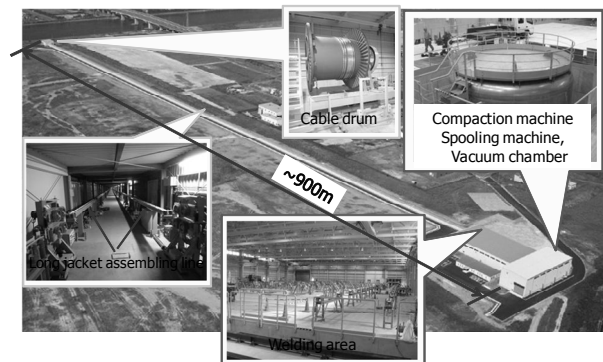 Cable drum
Compaction machine
Spooling machine,
Vacuum chamber
~900m
Long jacket assembling line
Welding area